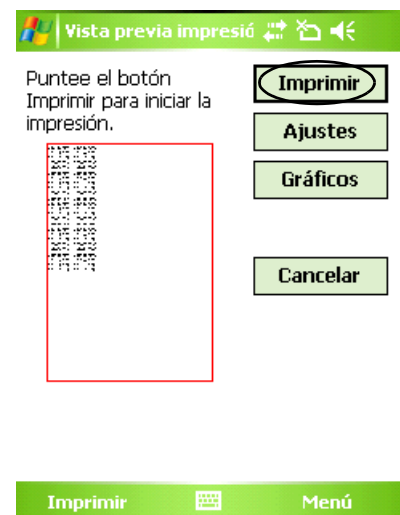 Vista previa impresió
Puntee el botón
Imprimir para iniciar la
impresión.
Imprimir
Ajustes
Gráficos
Cancelar
Imprimir
Menú